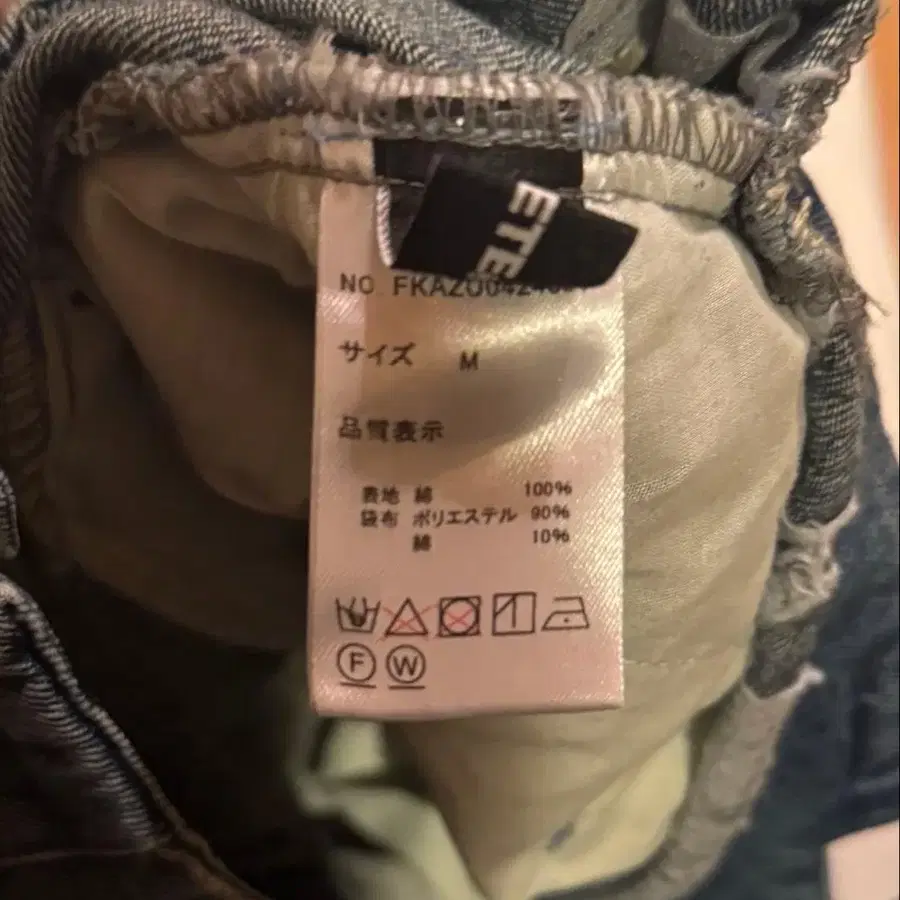 ETE
NO. FKAZU04240
サイズ M
品質表示
表地 綿 100%
袋布 ポリエステル 90%
綿 10%
F W